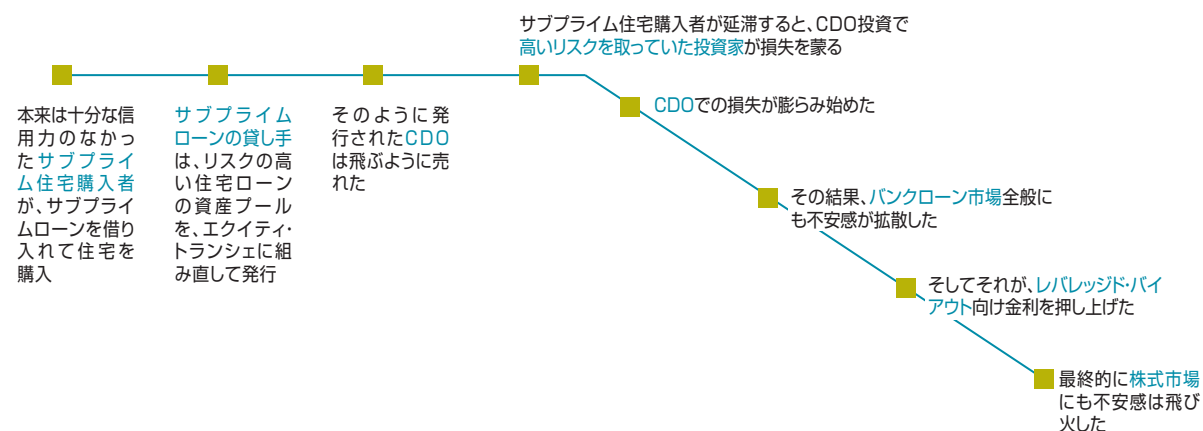 本来は十分な信
用力のなかっ
たサブプライ
ム住宅購入者
が、サブプライ
ムローンを借り
入れて住宅を
購入
サブプライム
ローンの貸し手
は、リスクの高
い住宅ローン
の資産プール
を、エクイティ・
トランシェに組
み直して発行
そのように発
行されたCDO
は飛ぶように売
れた
サブプライム住宅購入者が延滞すると、CDO投資で
高いリスクを取っていた投資家が損失を蒙る
CDOでの損失が膨らみ始めた
その結果、バンクローン市場全般に
も不安感が拡散した
そしてそれが、レバレッジド・バイ
アウト向け金利を押し上げた
最終的に株式市場
にも不安感は飛び
火した